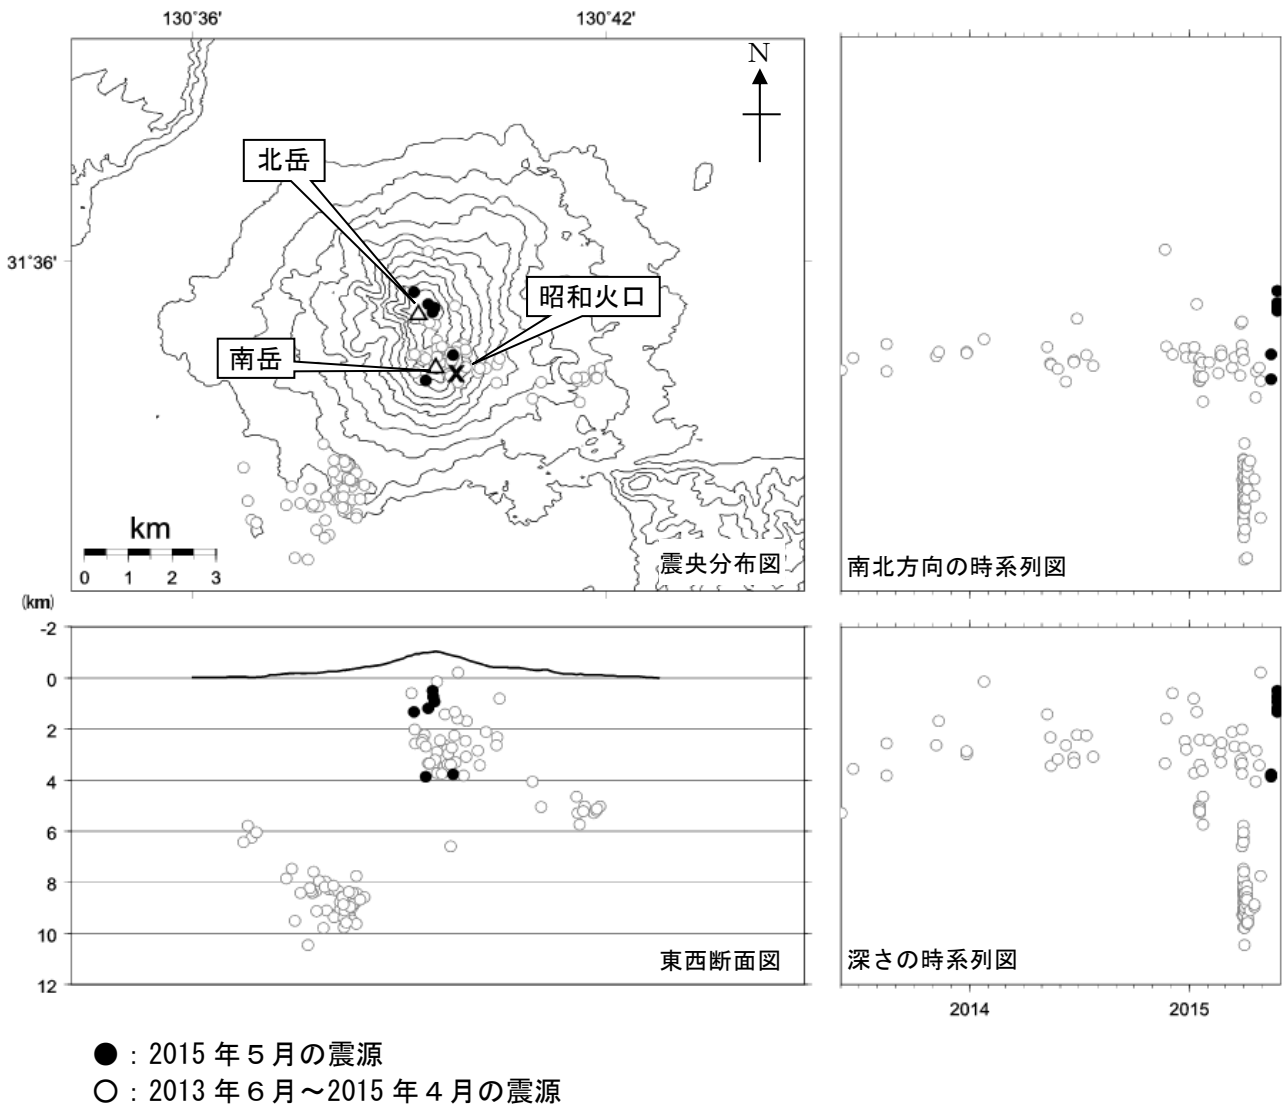 130°36'
130°42'
N
北岳
31°36'
昭和火口
南岳
km
0 1 2 3
震央分布図
南北方向の時系列図
(km)
-2
0
2
4
6
8
10
12
東西断面図
深さの時系列図
2014
2015
●：2015 年５月の震源
○：2013 年６月～2015 年４月の震源